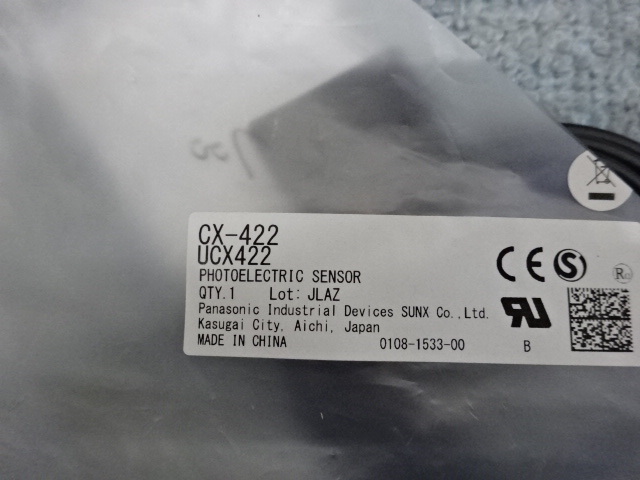 CX-422
UCX422
PHOTOELECTRIC SENSOR
QTY.1 Lot: JLAZ
Panasonic Industrial Devices SUNX Co.,Ltd.
Kasugai City, Aichi, Japan
MADE IN CHINA 0108-1533-00
CE S
RU
B